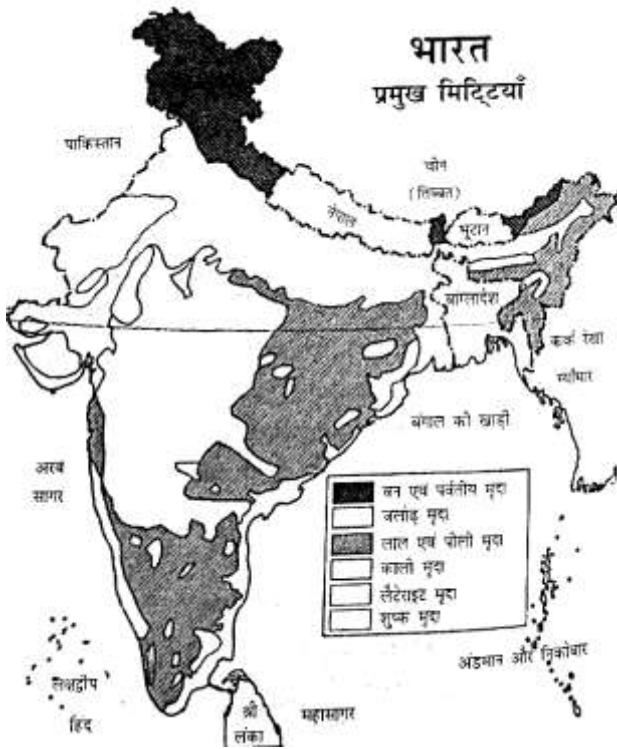 भारत
प्रमुख मिट्टियाँ
पाकिस्तान
चीन
(तिब्बत)
नेपाल
भूटान
बांग्लादेश
कर्क रेखा
म्याँमार
बंगाल की खाड़ी
अरब
सागर
वन एवं पर्वतीय मृदा
जलोढ़ मृदा
लाल एवं पीली मृदा
काली मृदा
लैटेराइट मृदा
शुष्क मृदा
अंडमान और निकोबार
लक्षद्वीप
हिंद
श्री
लंका
महासागर